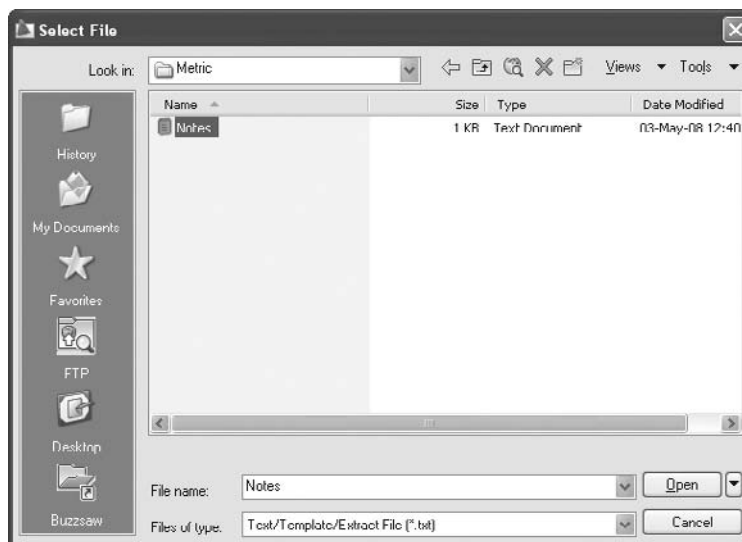 Select File
Look in: Metric Views Tools
Name Size Type Date Modified
Notes 1 KB Text Document 03-May-08 12:40
History
My Documents
Favorites
FTP
Desktop
Buzzsaw
File name: Notes Open
Files of type: Text/Template/Extract File (*.txt) Cancel